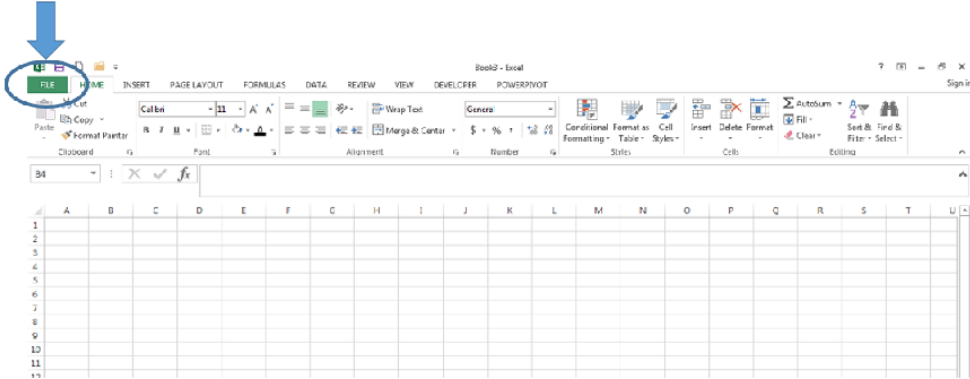 Book3 - Excel
Sign in
FILE HOME INSERT PAGE LAYOUT FORMULAS DATA REVIEW VIEW DEVELOPER POWERPIVOT
Cut
Calibri 11 Wrap Text General AutoSum
Copy Fill
Paste Format Painter B I U Merge & Center $ % Conditional Formatting Format as Table Cell Styles Insert Delete Format Clear Sort & Filter Find & Select
Clipboard Font Alignment Number Styles Cells Editing
B4 fx
A B C D E F G H I J K L M N O P Q R S T U
1
2
3
4
5
6
7
8
9
10
11
12